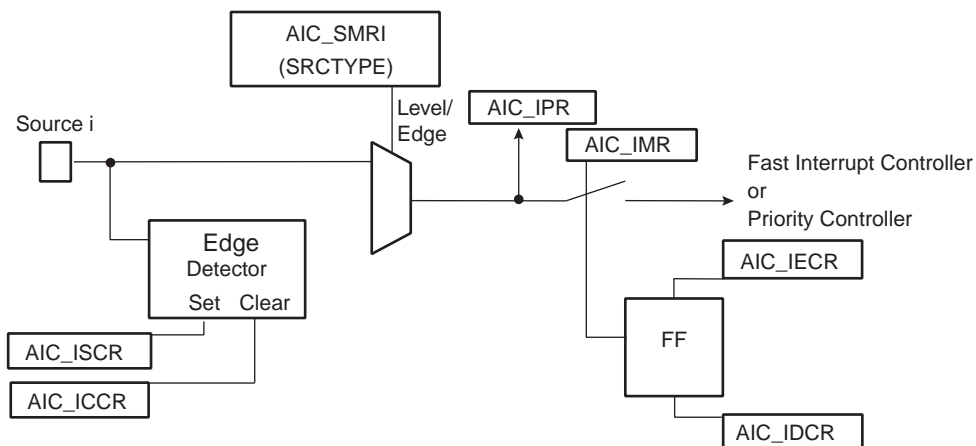 AIC_SMRI
(SRCTYPE)
Level/
Edge
AIC_IPR
Source i
AIC_IMR
Fast Interrupt Controller
or
Priority Controller
Edge
Detector
Set Clear
AIC_IECR
FF
AIC_ISCR
AIC_ICCR
AIC_IDCR